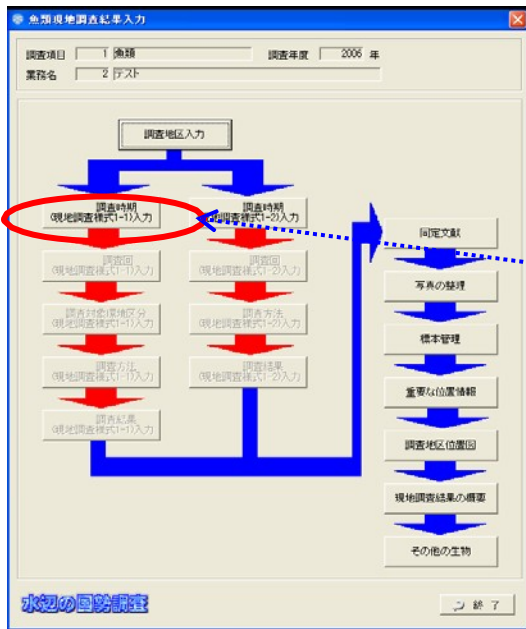 魚類現地調査結果入力
調査項目 1 魚類 調査年度 2006 年
業務名 2 テスト
調査地区入力
調査時期
(現地調査様式1-1)入力
調査時期
(現地調査様式1-2)入力
調査回
(現地調査様式1-1)入力
調査回
(現地調査様式1-2)入力
調査対象環境区分
(現地調査様式1-1)入力
調査方法
(現地調査様式1-2)入力
調査方法
(現地調査様式1-1)入力
調査結果
(現地調査様式1-2)入力
調査結果
(現地調査様式1-1)入力
同定文献
写真の整理
標本管理
重要な位置情報
調査地区位置図
現地調査結果の概要
その他の生物
水辺の国勢調査
終 了